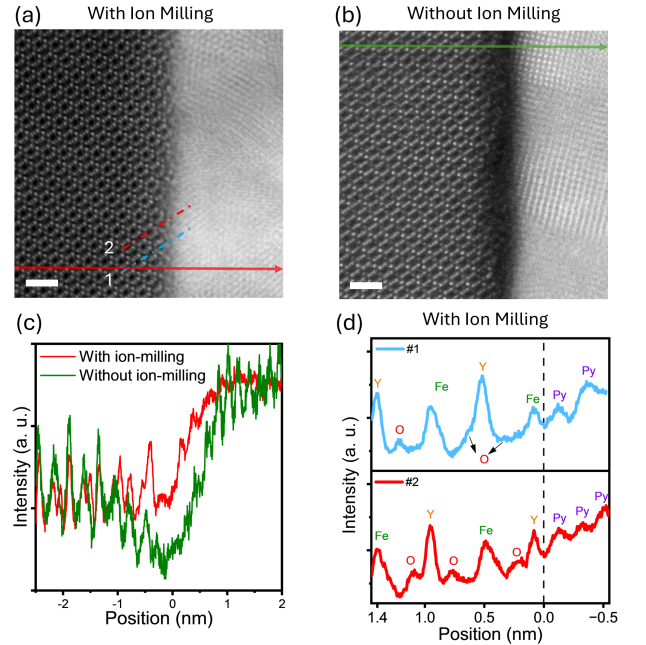 (a) With Ion Milling
2
1
(b) Without Ion Milling
(c)
With ion-milling
Without ion-milling
Intensity (a. u.)
-2 -1 0 1 2
Position (nm)
(d) With Ion Milling
#1
Y O Fe Y O Fe Py Py
#2
Fe O Y O Fe O Y Py Py Py
Intensity (a. u.)
1.4 1.0 0.5 0.0 −0.5
Position (nm)